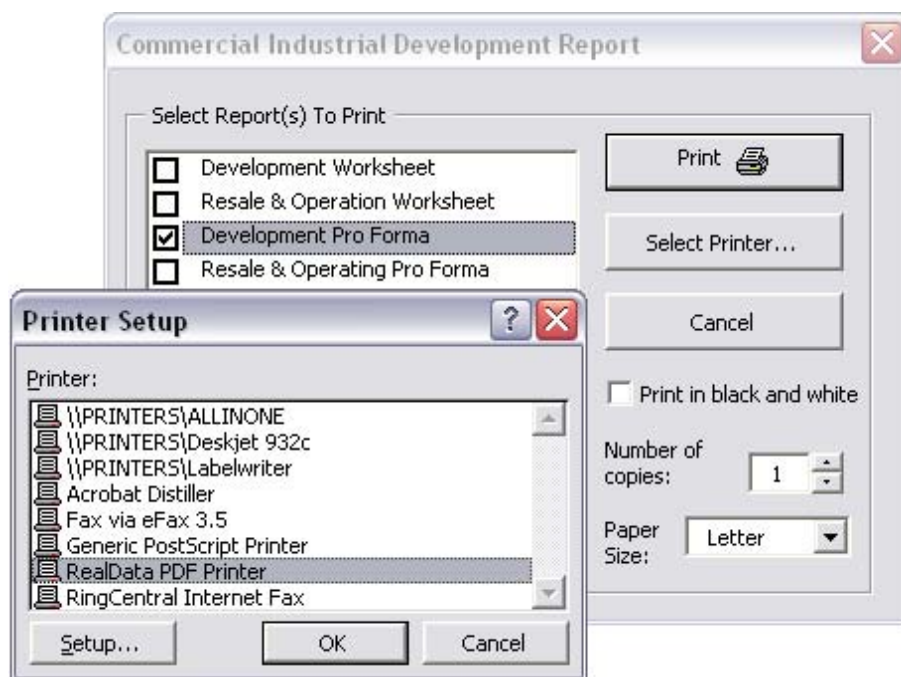 Commercial Industrial Development Report
Select Report(s) To Print
Development Worksheet
Resale & Operation Worksheet
Development Pro Forma
Resale & Operating Pro Forma
Print
Select Printer...
Cancel
Print in black and white
Number of
copies:
1
Paper
Size:
Letter
Printer Setup
?
Printer:
\\PRINTERS\ALLINONE
\\PRINTERS\Deskjet 932c
\\PRINTERS\Labelwriter
Acrobat Distiller
Fax via eFax 3.5
Generic PostScript Printer
RealData PDF Printer
RingCentral Internet Fax
Setup...
OK
Cancel